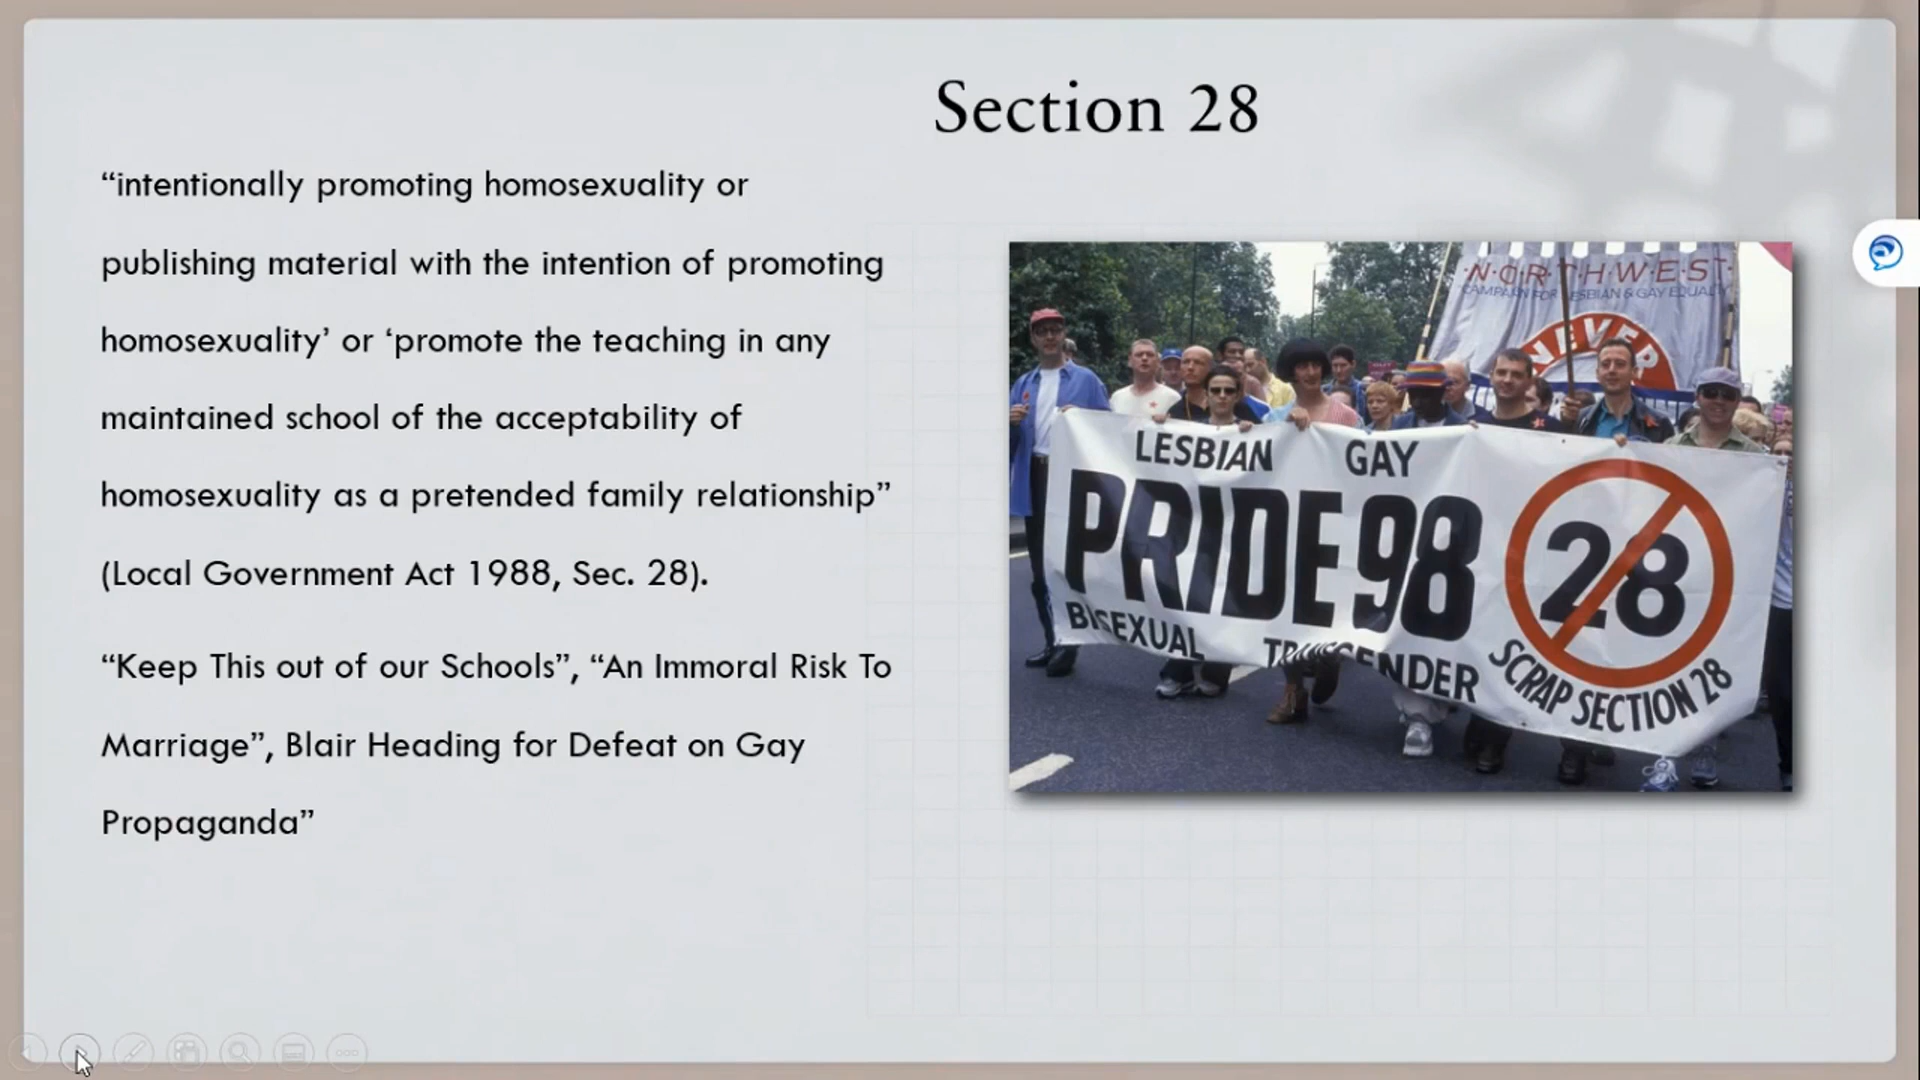 Section 28
“intentionally promoting homosexuality or
publishing material with the intention of promoting
homosexuality’ or ‘promote the teaching in any
maintained school of the acceptability of
homosexuality as a pretended family relationship”
(Local Government Act 1988, Sec. 28).
“Keep This out of our Schools”, “An Immoral Risk To
Marriage”, Blair Heading for Defeat on Gay
Propaganda”
·N·O·R·T·H·W·E·S·T·
CAMPAIGN FOR LESBIAN & GAY EQUALITY
NEVER
LESBIAN GAY
PRIDE 98
BISEXUAL TRANSGENDER
28
SCRAP SECTION 28